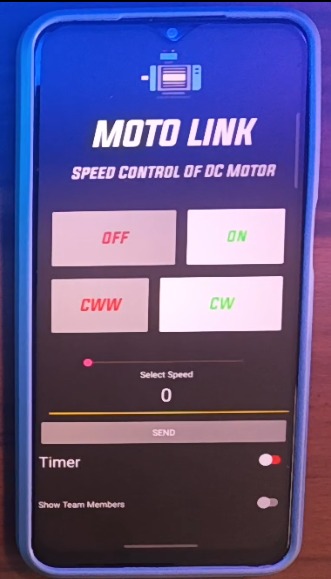 MOTO LINK
SPEED CONTROL OF DC MOTOR
OFF ON
CWW CW
Select Speed
0
SEND
Timer
Show Team Members